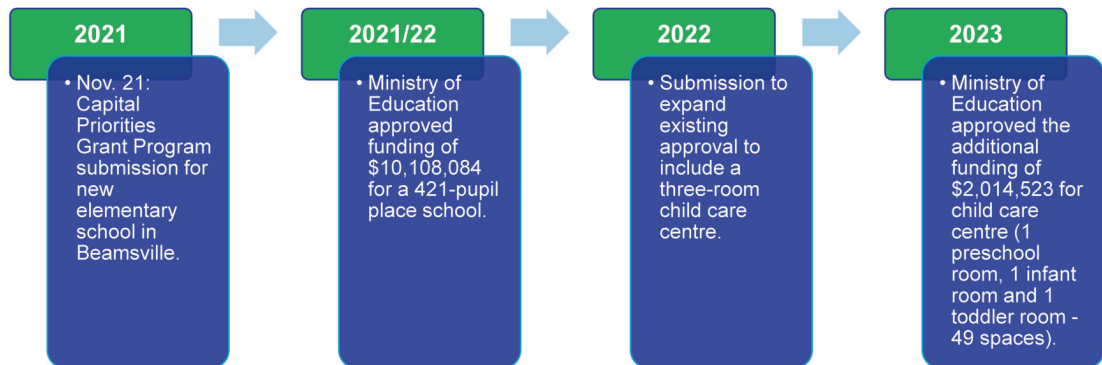 2021
• Nov. 21:
Capital
Priorities
Grant Program
submission for
new
elementary
school in
Beamsville.
2021/22
• Ministry of
Education
approved
funding of
$10,108,084
for a 421-pupil
place school.
2022
• Submission to
expand
existing
approval to
include a
three-room
child care
centre.
2023
• Ministry of
Education
approved the
additional
funding of
$2,014,523 for
child care
centre (1
preschool
room, 1 infant
room and 1
toddler room -
49 spaces).